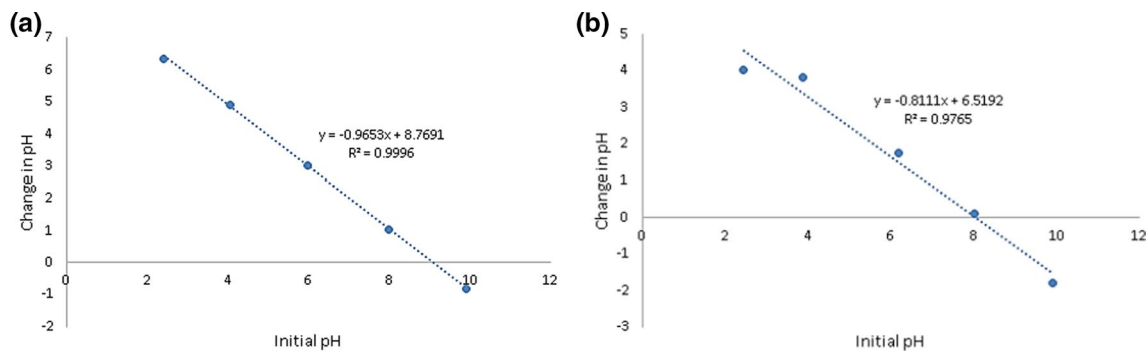 (a)
7
6
5
4
3
2
1
0
-1
-2
Change in pH
y = -0.9653x + 8.7691
R² = 0.9996
0 2 4 6 8 10 12
Initial pH
(b)
5
4
3
2
1
0
-1
-2
-3
Change in pH
y = -0.8111x + 6.5192
R² = 0.9765
0 2 4 6 8 10 12
Initial pH